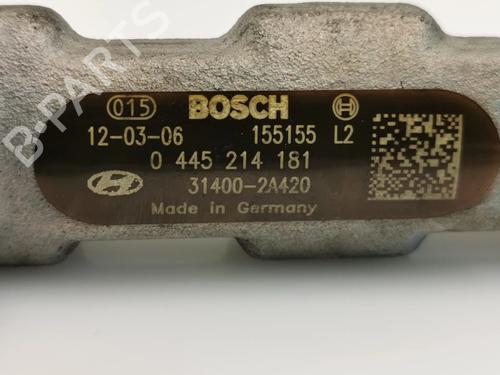 B-PARTS
015 BOSCH
12-03-06 155155 L2
0 445 214 181
31400-2A420
Made in Germany